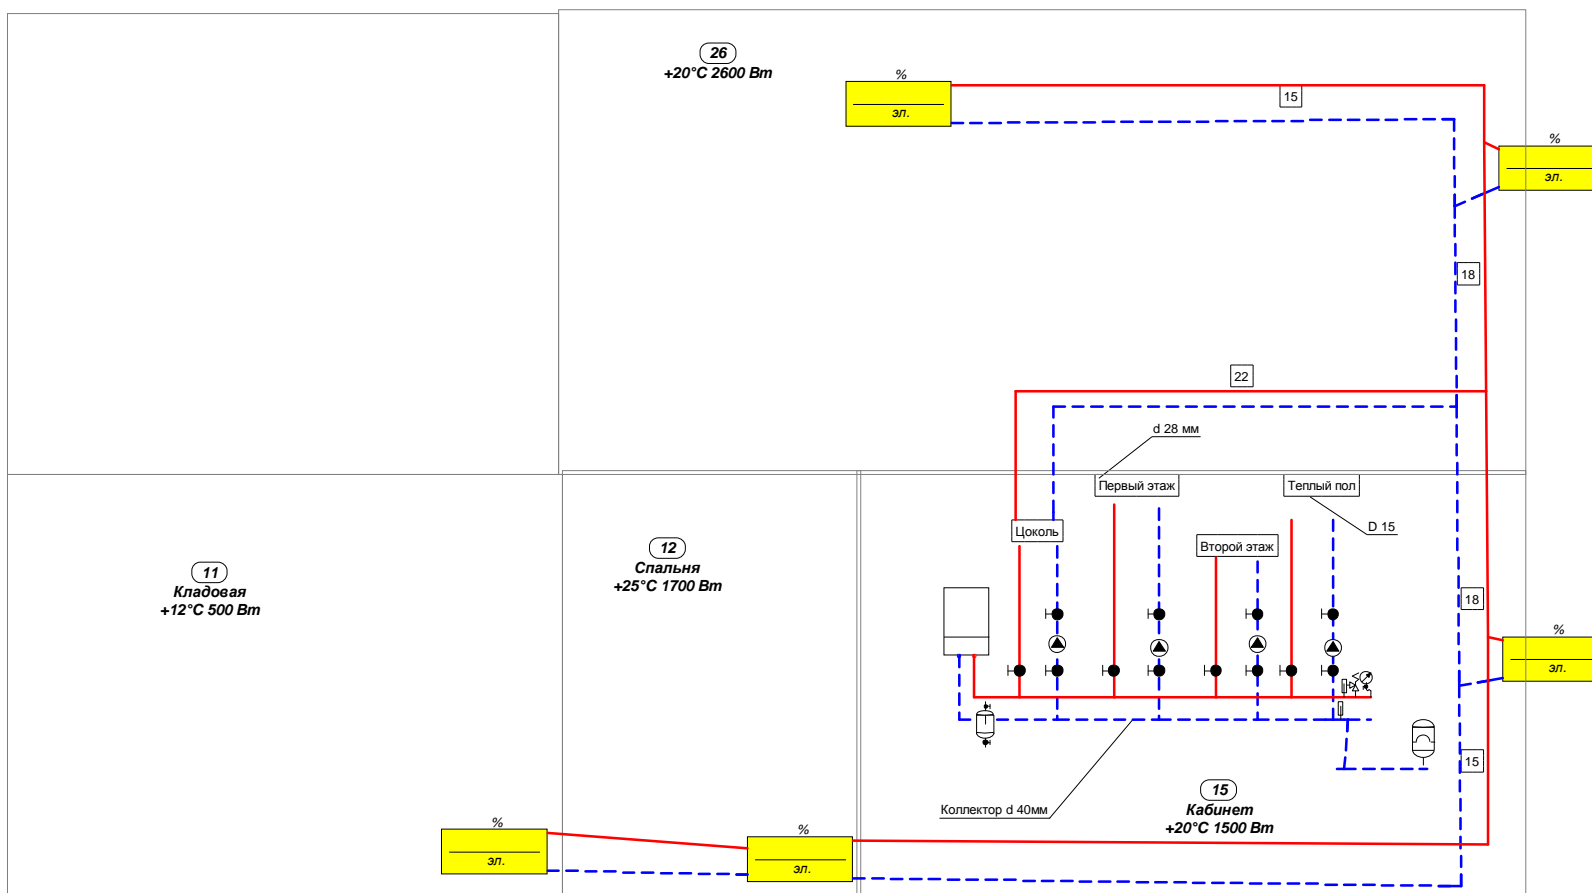 26
+20°C 2600 Вт
%
эл.
15
%
эл.
18
22
d 28 мм
Первый этаж
Теплый пол
D 15
Цоколь
Второй этаж
11
Кладовая
+12°C 500 Вт
12
Спальня
+25°C 1700 Вт
18
%
эл.
15
15
Кабинет
+20°C 1500 Вт
Коллектор d 40мм
%
эл.
%
эл.